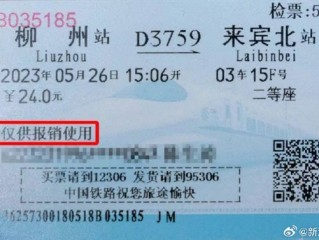 8035185 检票:5
柳州站 D3759 来宾北站
Liuzhou Laibinbei
2023年05月26日15:06开 03车15F号
￥24.0元 二等座
仅供报销使用
买票请到12306 发货请到95306
中国铁路祝您旅途愉快
36257300180518B035185 JM
@新